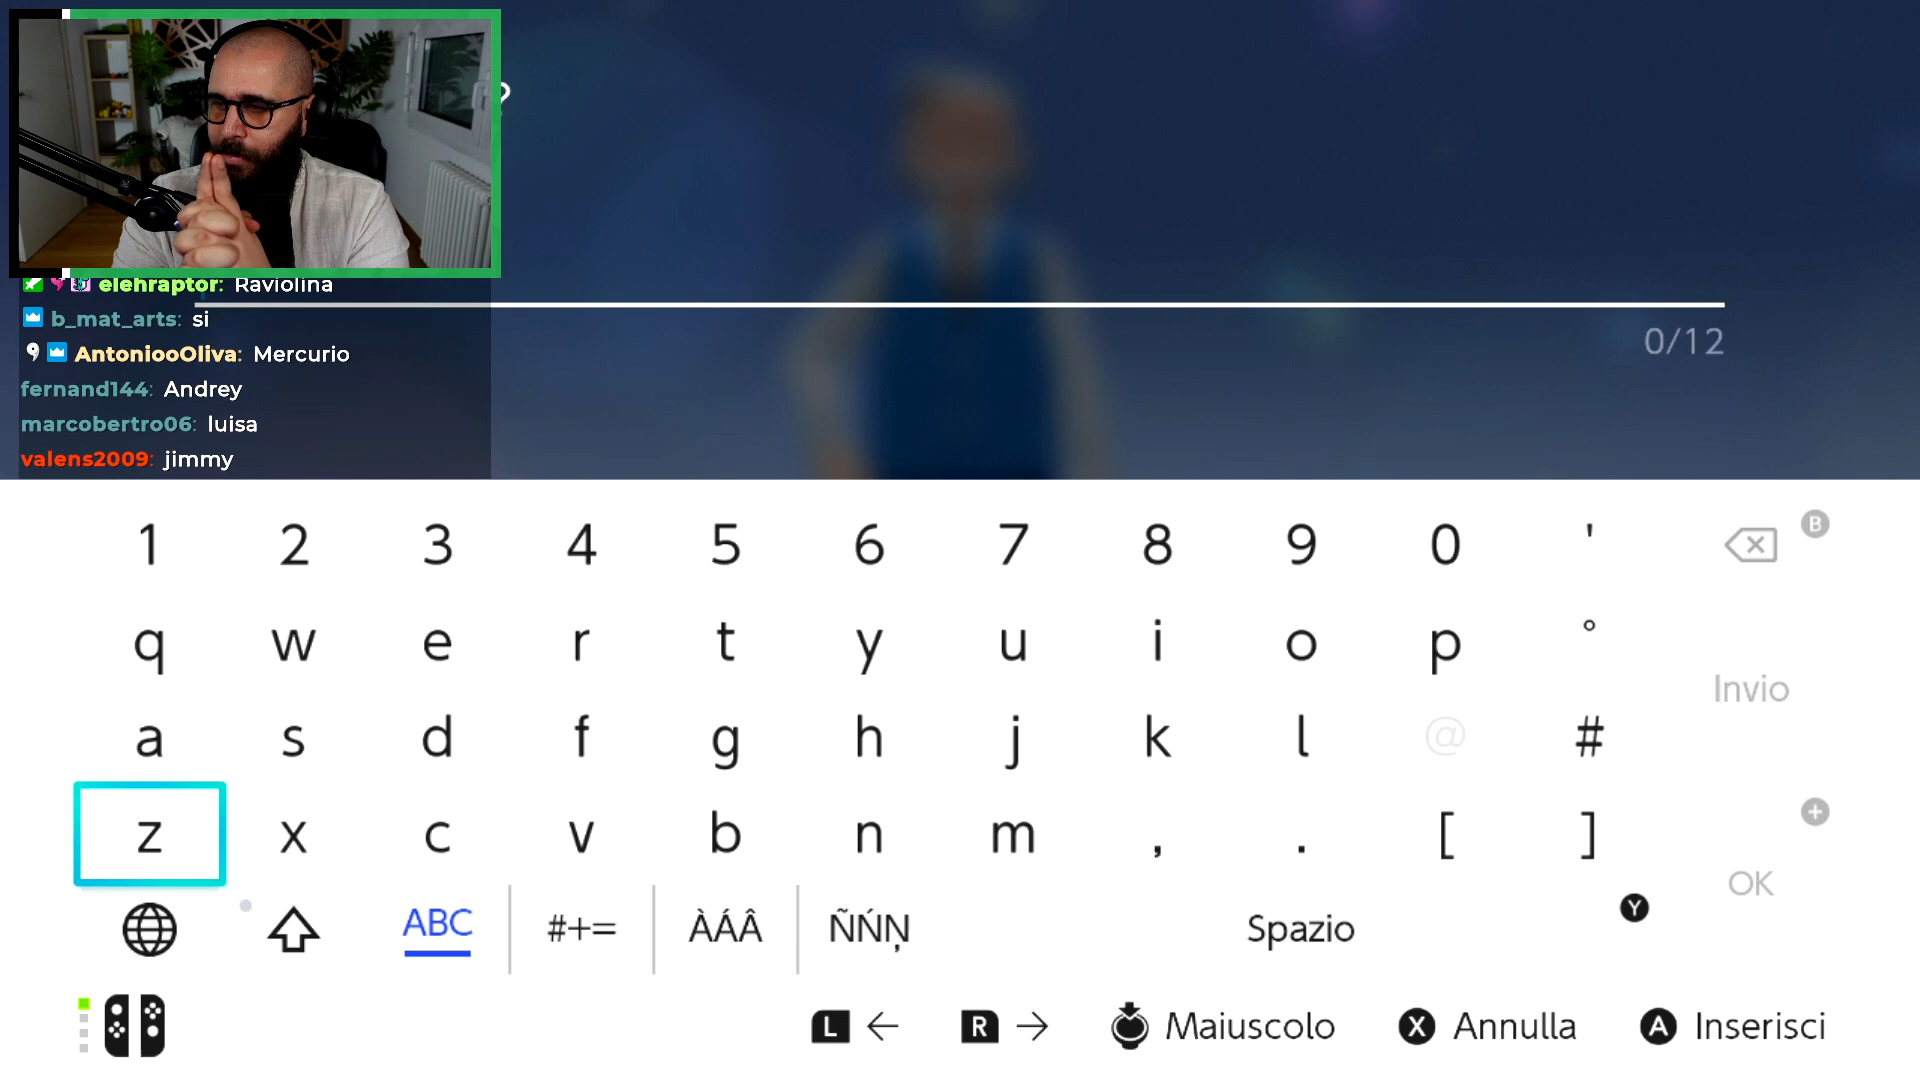 ?
elehraptor: Raviolina
b_mat_arts: si
AntoniooOliva: Mercurio
fernand144: Andrey
marcobertro06: luisa
valens2009: jimmy
0/12
1 2 3 4 5 6 7 8 9 0 ' B
q w e r t y u i o p °
Invio
a s d f g h j k l @ #
z x c v b n m , . [ ] +
OK
ABC #+= ÀÁÂ ÑŃŅ Spazio Y
L ← R → Maiuscolo X Annulla A Inserisci